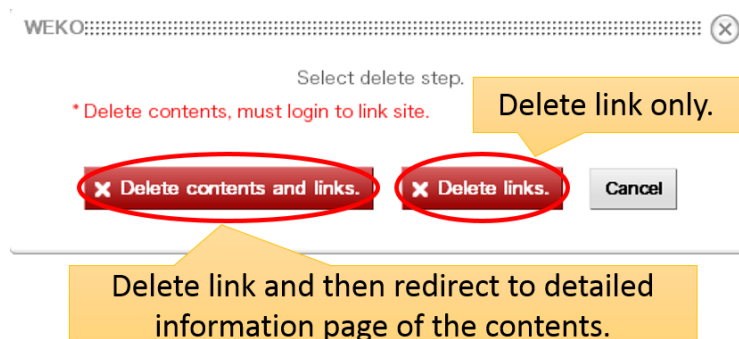 WEKO
Select delete step.
* Delete contents, must login to link site.
Delete link only.
Delete contents and links.
Delete links.
Cancel
Delete link and then redirect to detailed
information page of the contents.